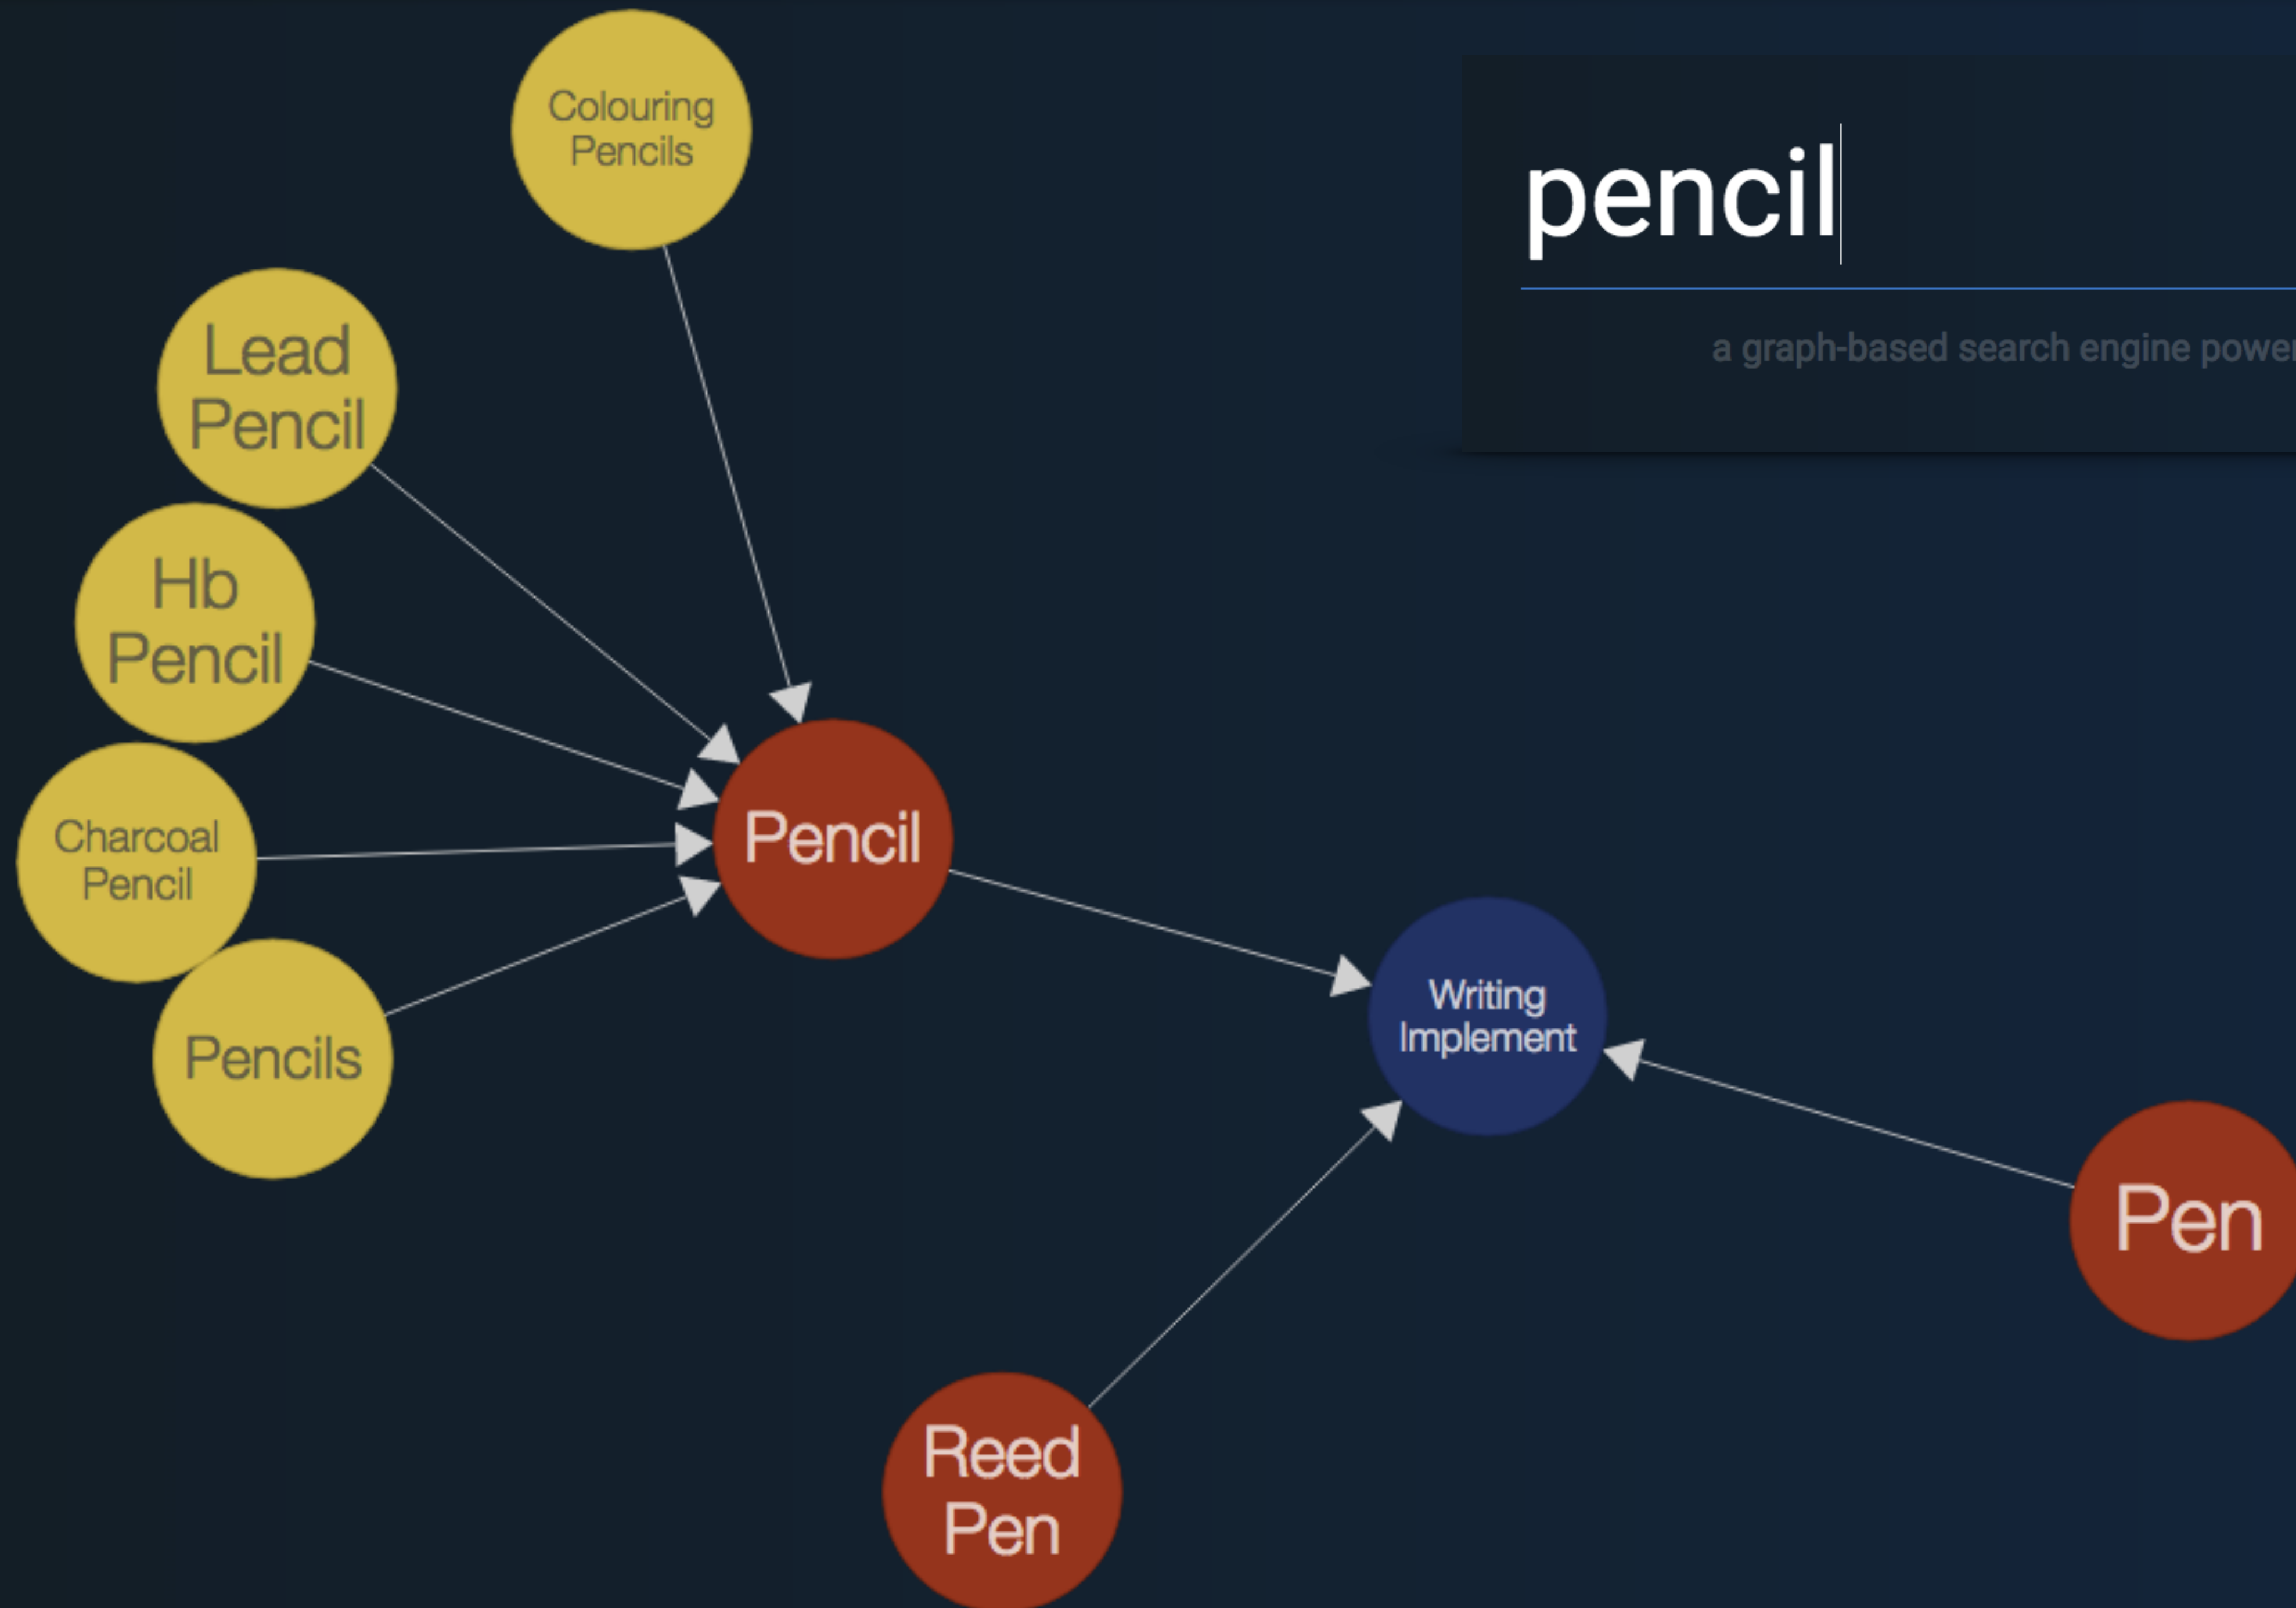 Colouring
Pencils
pencil
a graph-based search engine
Lead
Pencil
Hb
Pencil
Charcoal
Pencil
Pencil
Pencils
Writing
Implement
Pen
Reed
Pen